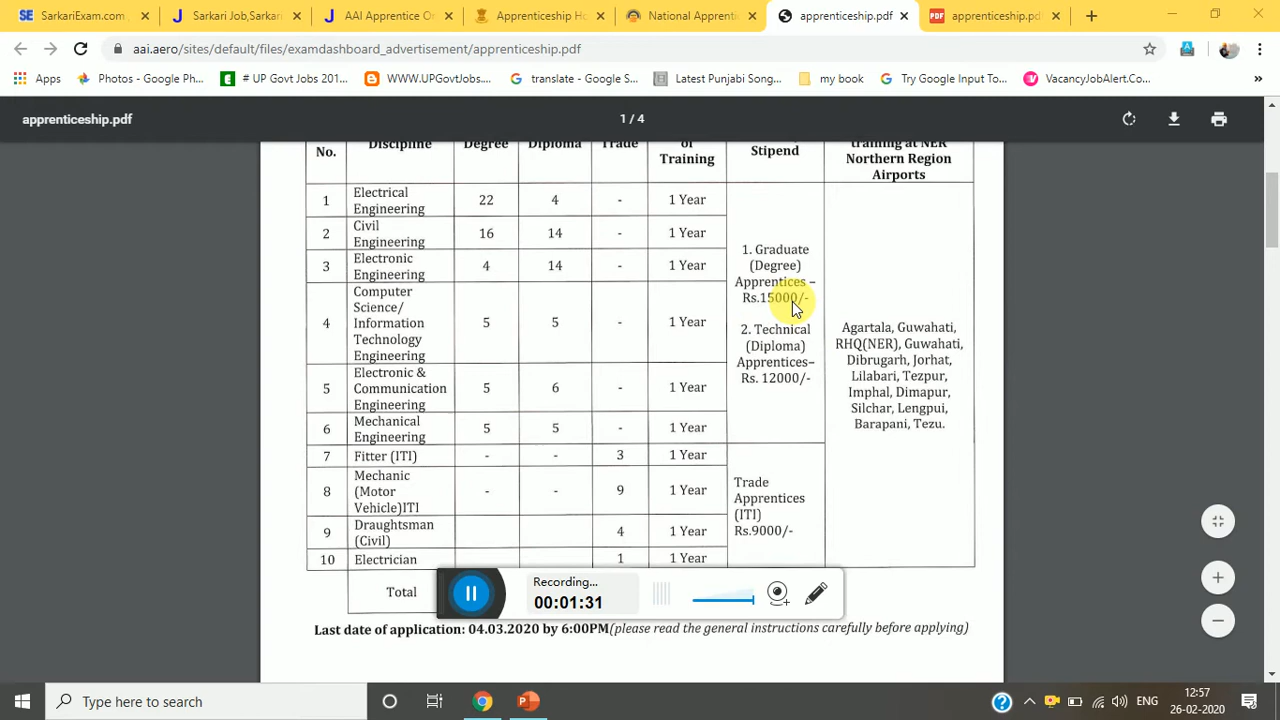 SarkariExam.com
Sarkari Job,Sarkari
AAI Apprentice O
Apprenticeship Ho
National Apprenti
apprenticeship.pdf
PDF apprenticeship.pdf
aai.aero/sites/default/files/examdashboard_advertisement/apprenticeship.pdf
Apps
Photos - Google Ph...
# UP Govt Jobs 201...
WWW.UPGovtJobs....
translate - Google S...
Latest Punjabi Song...
my book
Try Google Input To...
VacancyJobAlert.Co...
apprenticeship.pdf
1 / 4
No. Discipline Degree Diploma Trade of Training Stipend training at NER Northern Region Airports
1 Electrical Engineering 22 4 - 1 Year
2 Civil Engineering 16 14 - 1 Year
3 Electronic Engineering 4 14 - 1 Year
4 Computer Science/ Information Technology Engineering 5 5 - 1 Year
5 Electronic & Communication Engineering 5 6 - 1 Year
6 Mechanical Engineering 5 5 - 1 Year
1. Graduate
(Degree)
Apprentices –
Rs.15000/-
2. Technical
(Diploma)
Apprentices–
Rs. 12000/-
Agartala, Guwahati,
RHQ(NER), Guwahati,
Dibrugarh, Jorhat,
Lilabari, Tezpur,
Imphal, Dimapur,
Silchar, Lengpui,
Barapani, Tezu.
7 Fitter (ITI) - - 3 1 Year
8 Mechanic (Motor Vehicle)ITI - - 9 1 Year
9 Draughtsman (Civil) 4 1 Year
10 Electrician 1 1 Year
Trade
Apprentices
(ITI)
Rs.9000/-
Total
Recording...
00:01:31
Last date of application: 04.03.2020 by 6:00PM(please read the general instructions carefully before applying)
Type here to search
ENG
12:57
26-02-2020